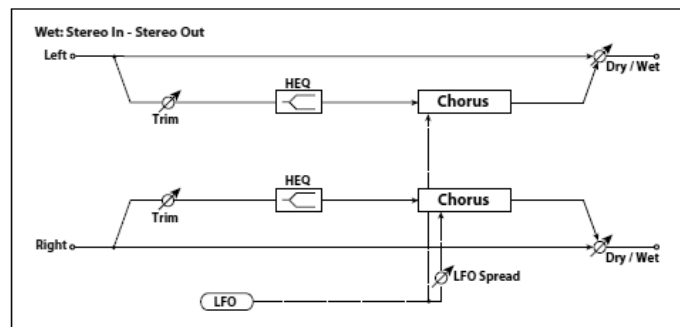 Wet: Stereo In - Stereo Out
Left
Dry / Wet
HEQ
Trim
Chorus
HEQ
Trim
Chorus
Right
Dry / Wet
LFO Spread
LFO